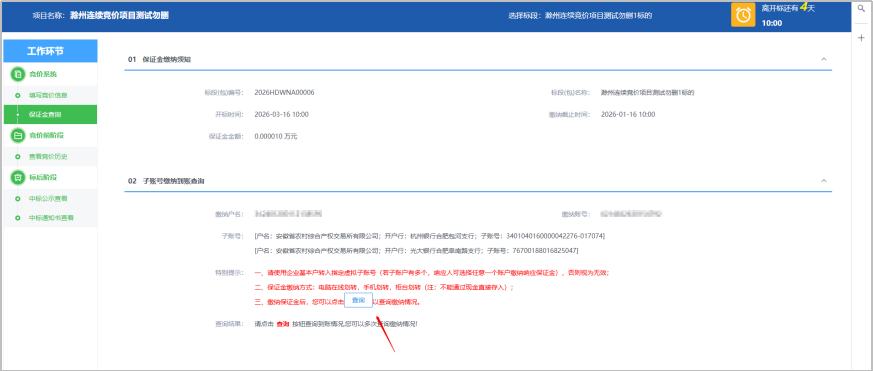 项目名称: 滁州连续竞价项目测试勿删
选择标段: 滁州连续竞价项目测试勿删1标的
离开标还有4天
10:00
工作环节
竞价系统
填写竞价信息
保证金查询
竞价前阶段
查看竞价历史
标后阶段
中标公示查看
中标通知书查看
01 保证金缴纳须知
标段(包)编号: 2026HDWNA00006
标段(包)名称: 滁州连续竞价项目测试勿删1标的
开标时间: 2026-03-16 10:00
缴纳截止时间: 2026-01-16 10:00
保证金金额: 0.000010 万元
02 子账号缴纳到账查询
缴纳户名:
缴纳账号:
子账号: [户名:安徽省农村综合产权交易所有限公司;开户行:杭州银行合肥包河支行;子账号:3401040160000042276-017074]
[户名:安徽省农村综合产权交易所有限公司;开户行:光大银行合肥阜南路支行;子账号:76700188016825047]
特别提示: 一、请使用企业基本户转入指定虚拟子账号(若子账户有多个,响应人可选择任意一个账户缴纳响应保证金),否则视为无效;
二、保证金缴纳方式:电脑在线划转、手机划转、柜台划转(注:不能通过现金直接存入);
三、缴纳保证金后,您可以点击 查询 以查询缴纳情况。
查询结果: 请点击 查询 按钮查询到账情况,您可以多次查询缴纳情况!